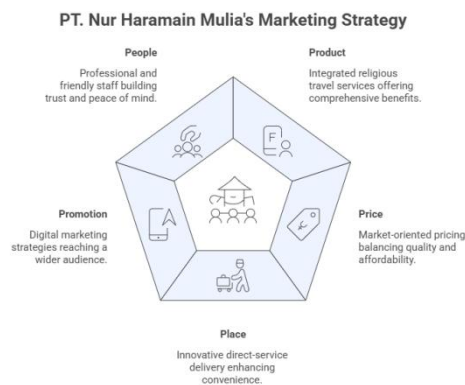 PT. Nur Haramain Mulia's Marketing Strategy
People
Professional and
friendly staff building
trust and peace of mind.
Product
Integrated religious
travel services offering
comprehensive benefits.
F
Promotion
Digital marketing
strategies reaching a
wider audience.
Price
Market-oriented pricing
balancing quality and
affordability.
Place
Innovative direct-service
delivery enhancing
convenience.